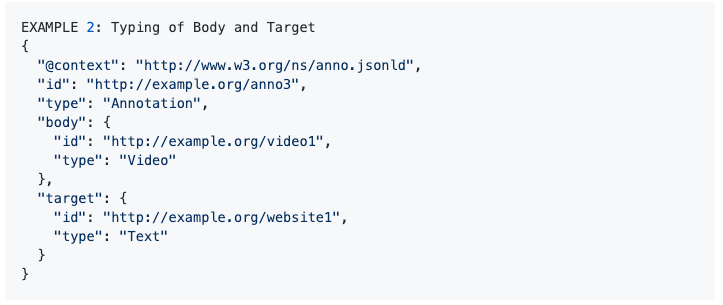 EXAMPLE 2: Typing of Body and Target
{
  "@context": "http://www.w3.org/ns/anno.jsonld",
  "id": "http://example.org/anno3",
  "type": "Annotation",
  "body": {
    "id": "http://example.org/video1",
    "type": "Video"
  },
  "target": {
    "id": "http://example.org/website1",
    "type": "Text"
  }
}